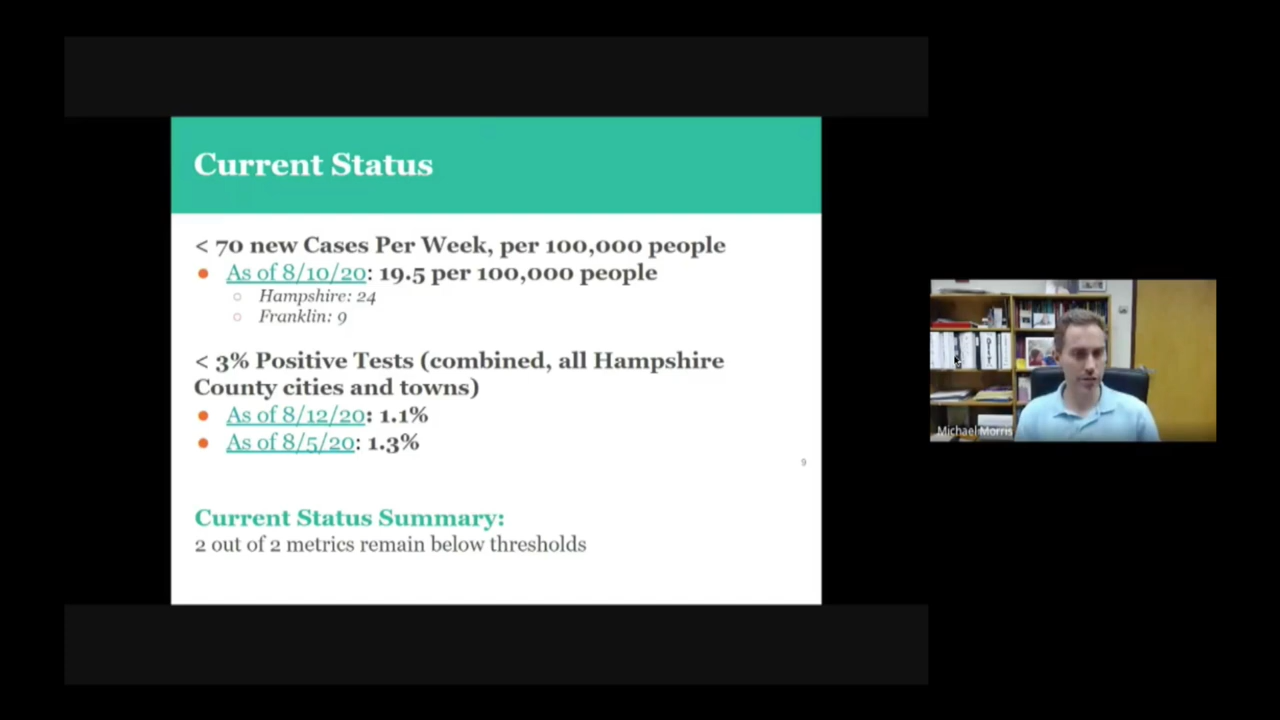 Current Status
< 70 new Cases Per Week, per 100,000 people
As of 8/10/20: 19.5 per 100,000 people
Hampshire: 24
Franklin: 9
< 3% Positive Tests (combined, all Hampshire
County cities and towns)
As of 8/12/20: 1.1%
As of 8/5/20: 1.3%
9
Current Status Summary:
2 out of 2 metrics remain below thresholds
Michael Morris